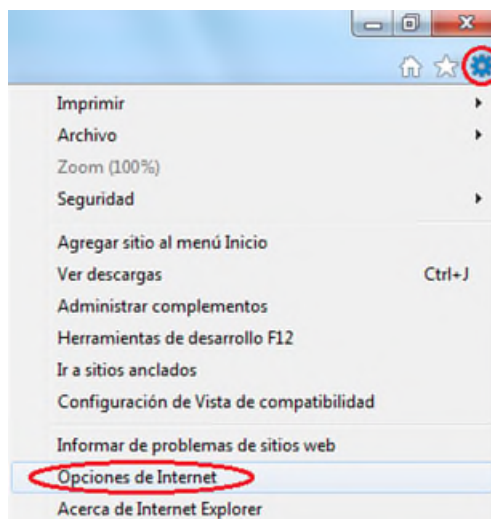 Imprimir
Archivo
Zoom (100%)
Seguridad
Agregar sitio al menú Inicio
Ver descargas Ctrl+J
Administrar complementos
Herramientas de desarrollo F12
Ir a sitios anclados
Configuración de Vista de compatibilidad
Informar de problemas de sitios web
Opciones de Internet
Acerca de Internet Explorer